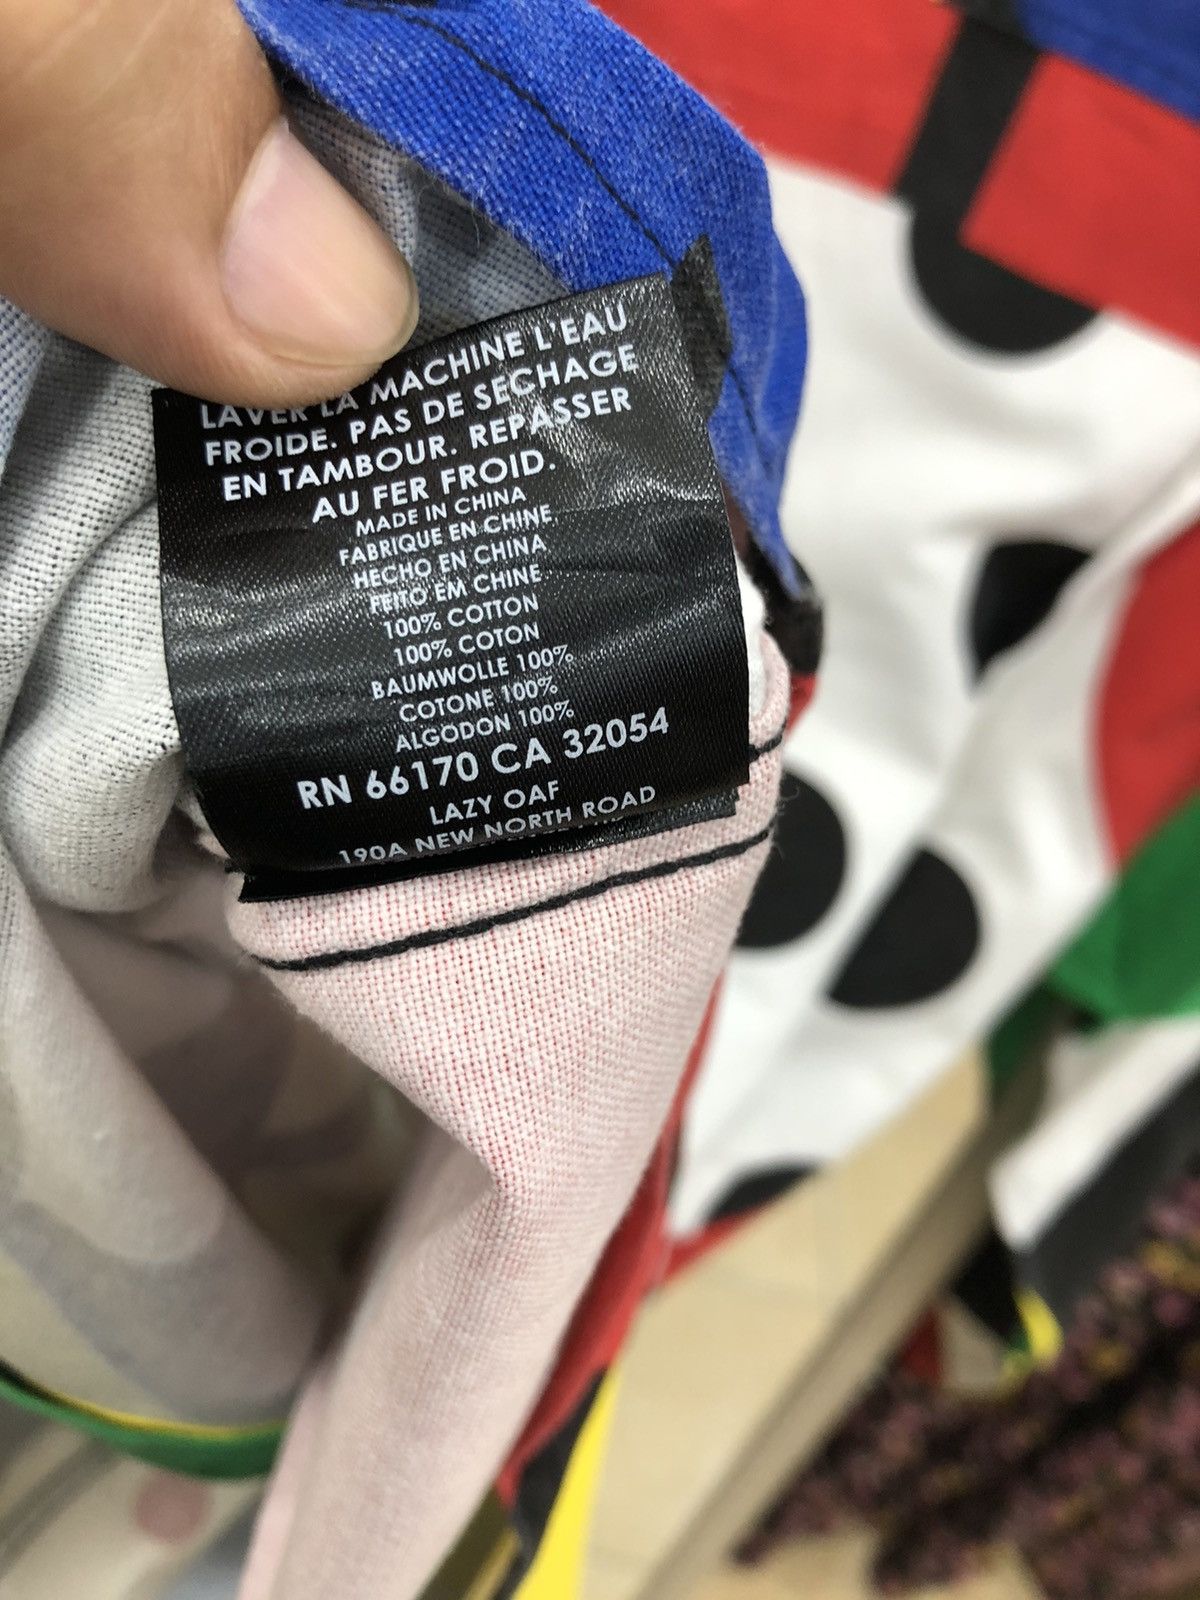 LAVER LA MACHINE L'EAU
FROIDE. PAS DE SECHAGE
EN TAMBOUR. REPASSER
AU FER FROID.
MADE IN CHINA
FABRIQUE EN CHINE.
HECHO EN CHINA
FEITO EM CHINE
100% COTTON
100% COTON
BAUMWOLLE 100%
COTONE 100%
ALGODON 100%
RN 66170 CA 32054
LAZY OAF
190A NEW NORTH ROAD